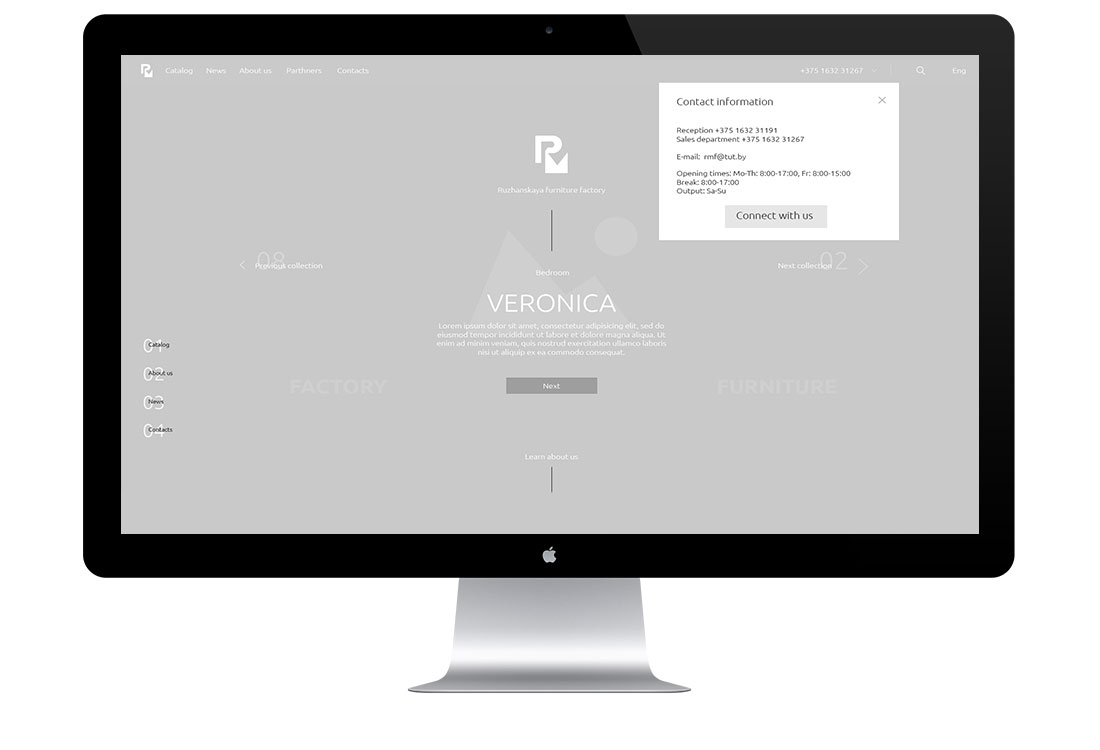 Catalog News About us Parthners Contacts +375 1632 31267 Eng
Contact information
Reception +375 1632 31191
Sales department +375 1632 31267
E-mail: rmf@tut.by
Opening times: Mo-Th: 8:00-17:00, Fr: 8:00-15:00
Break: 8:00-17:00
Output: Sa-Su
Connect with us
Ruzhanskaya furniture factory
08 Previous collection
Next collection 02
Bedroom
VERONICA
Lorem ipsum dolor sit amet, consectetur adipisicing elit, sed do
eiusmod tempor incididunt ut labore et dolore magna aliqua. Ut
enim ad minim veniam, quis nostrud exercitation ullamco laboris
nisi ut aliquip ex ea commodo consequat.
01 Catalog
02 About us
03 News
04 Contacts
FACTORY
FURNITURE
Next
Learn about us